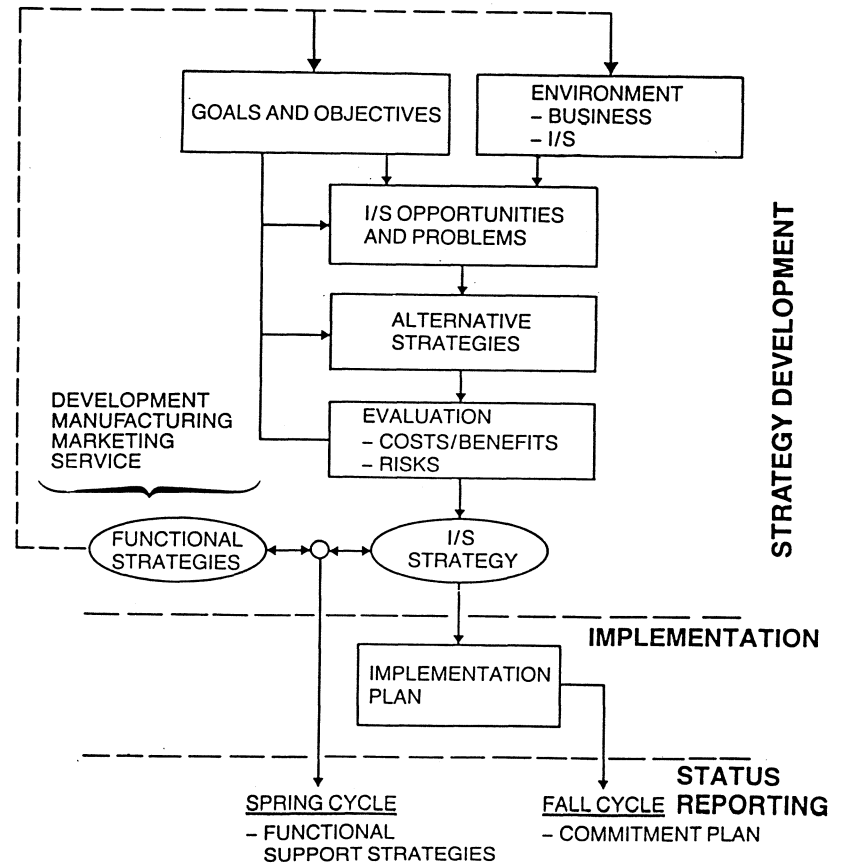 GOALS AND OBJECTIVES
ENVIRONMENT
– BUSINESS
– I/S
I/S OPPORTUNITIES
AND PROBLEMS
ALTERNATIVE
STRATEGIES
EVALUATION
– COSTS/BENEFITS
– RISKS
DEVELOPMENT
MANUFACTURING
MARKETING
SERVICE
FUNCTIONAL
STRATEGIES
I/S
STRATEGY
STRATEGY DEVELOPMENT
IMPLEMENTATION
IMPLEMENTATION
PLAN
STATUS
REPORTING
SPRING CYCLE
– FUNCTIONAL
SUPPORT STRATEGIES
FALL CYCLE
– COMMITMENT PLAN